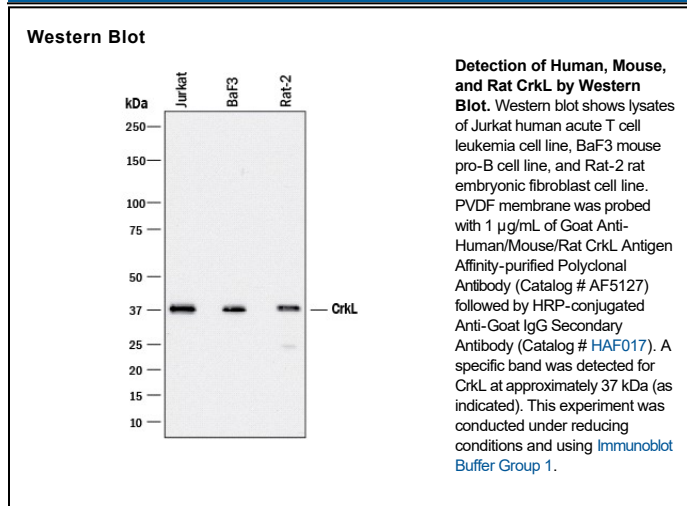 Western Blot
kDa
Jurkat
BaF3
Rat-2
250
150
100
75
50
37
25
20
15
10
CrkL
Detection of Human, Mouse,
and Rat CrkL by Western
Blot. Western blot shows lysates
of Jurkat human acute T cell
leukemia cell line, BaF3 mouse
pro-B cell line, and Rat-2 rat
embryonic fibroblast cell line.
PVDF membrane was probed
with 1 µg/mL of Goat Anti-
Human/Mouse/Rat CrkL Antigen
Affinity-purified Polyclonal
Antibody (Catalog # AF5127)
followed by HRP-conjugated
Anti-Goat IgG Secondary
Antibody (Catalog # HAF017). A
specific band was detected for
CrkL at approximately 37 kDa (as
indicated). This experiment was
conducted under reducing
conditions and using Immunoblot
Buffer Group 1.